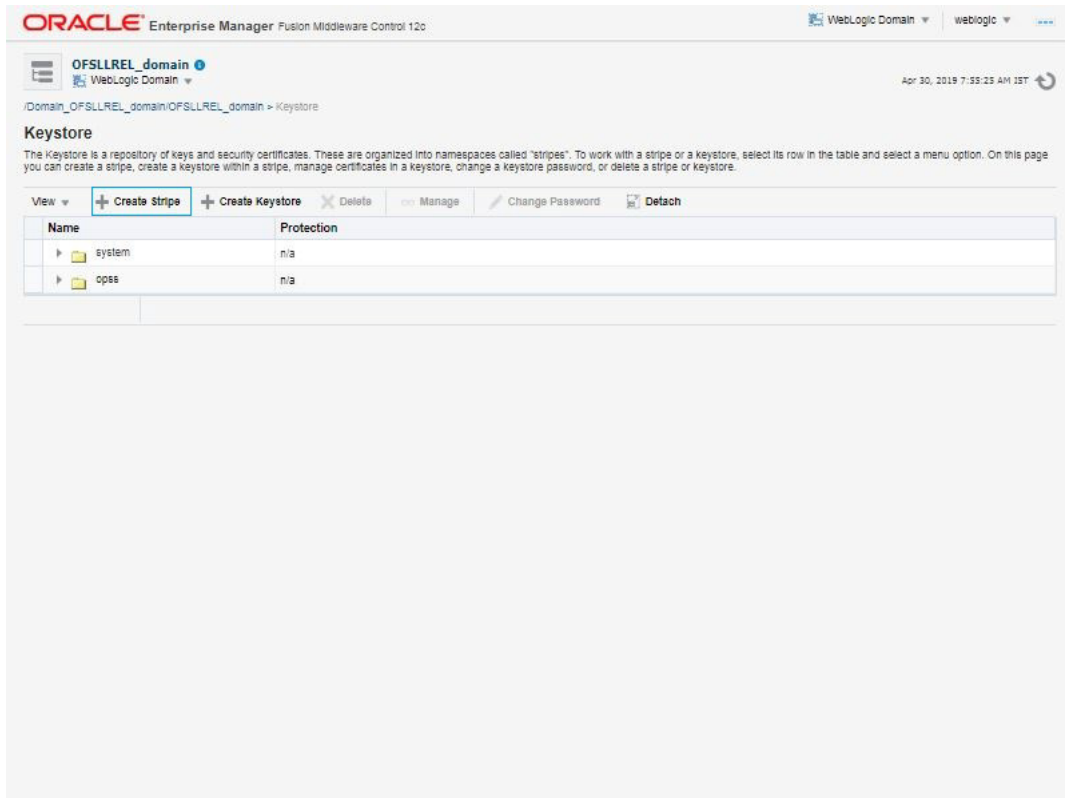 ORACLE Enterprise Manager Fusion Middleware Control 12c
WebLogic Domain weblogic
OFSLLREL_domain
WebLogic Domain
Apr 30, 2019 7:55:25 AM IST
/Domain_OFSLLREL_domain/OFSLLREL_domain > Keystore
Keystore
The Keystore is a repository of keys and security certificates. These are organized into namespaces called "stripes". To work with a stripe or a keystore, select its row in the table and select a menu option. On this page
you can create a stripe, create a keystore within a stripe, manage certificates in a keystore, change a keystore password, or delete a stripe or keystore.
View Create Stripe Create Keystore Delete Manage Change Password Detach
Name Protection
system n/a
opss n/a